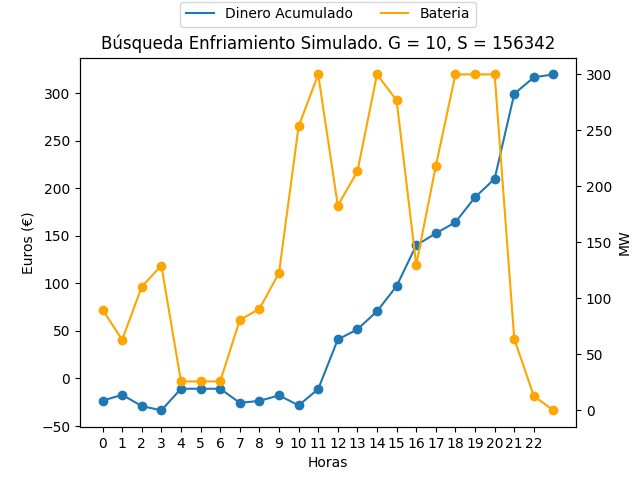 Dinero Acumulado Bateria
Búsqueda Enfriamiento Simulado. G = 10, S = 156342
300
250
200
150
100
50
0
−50
Euros (€)
300
250
200
150
100
50
0
MW
0 1 2 3 4 5 6 7 8 9 10 11 12 13 14 15 16 17 18 19 20 21 22
Horas